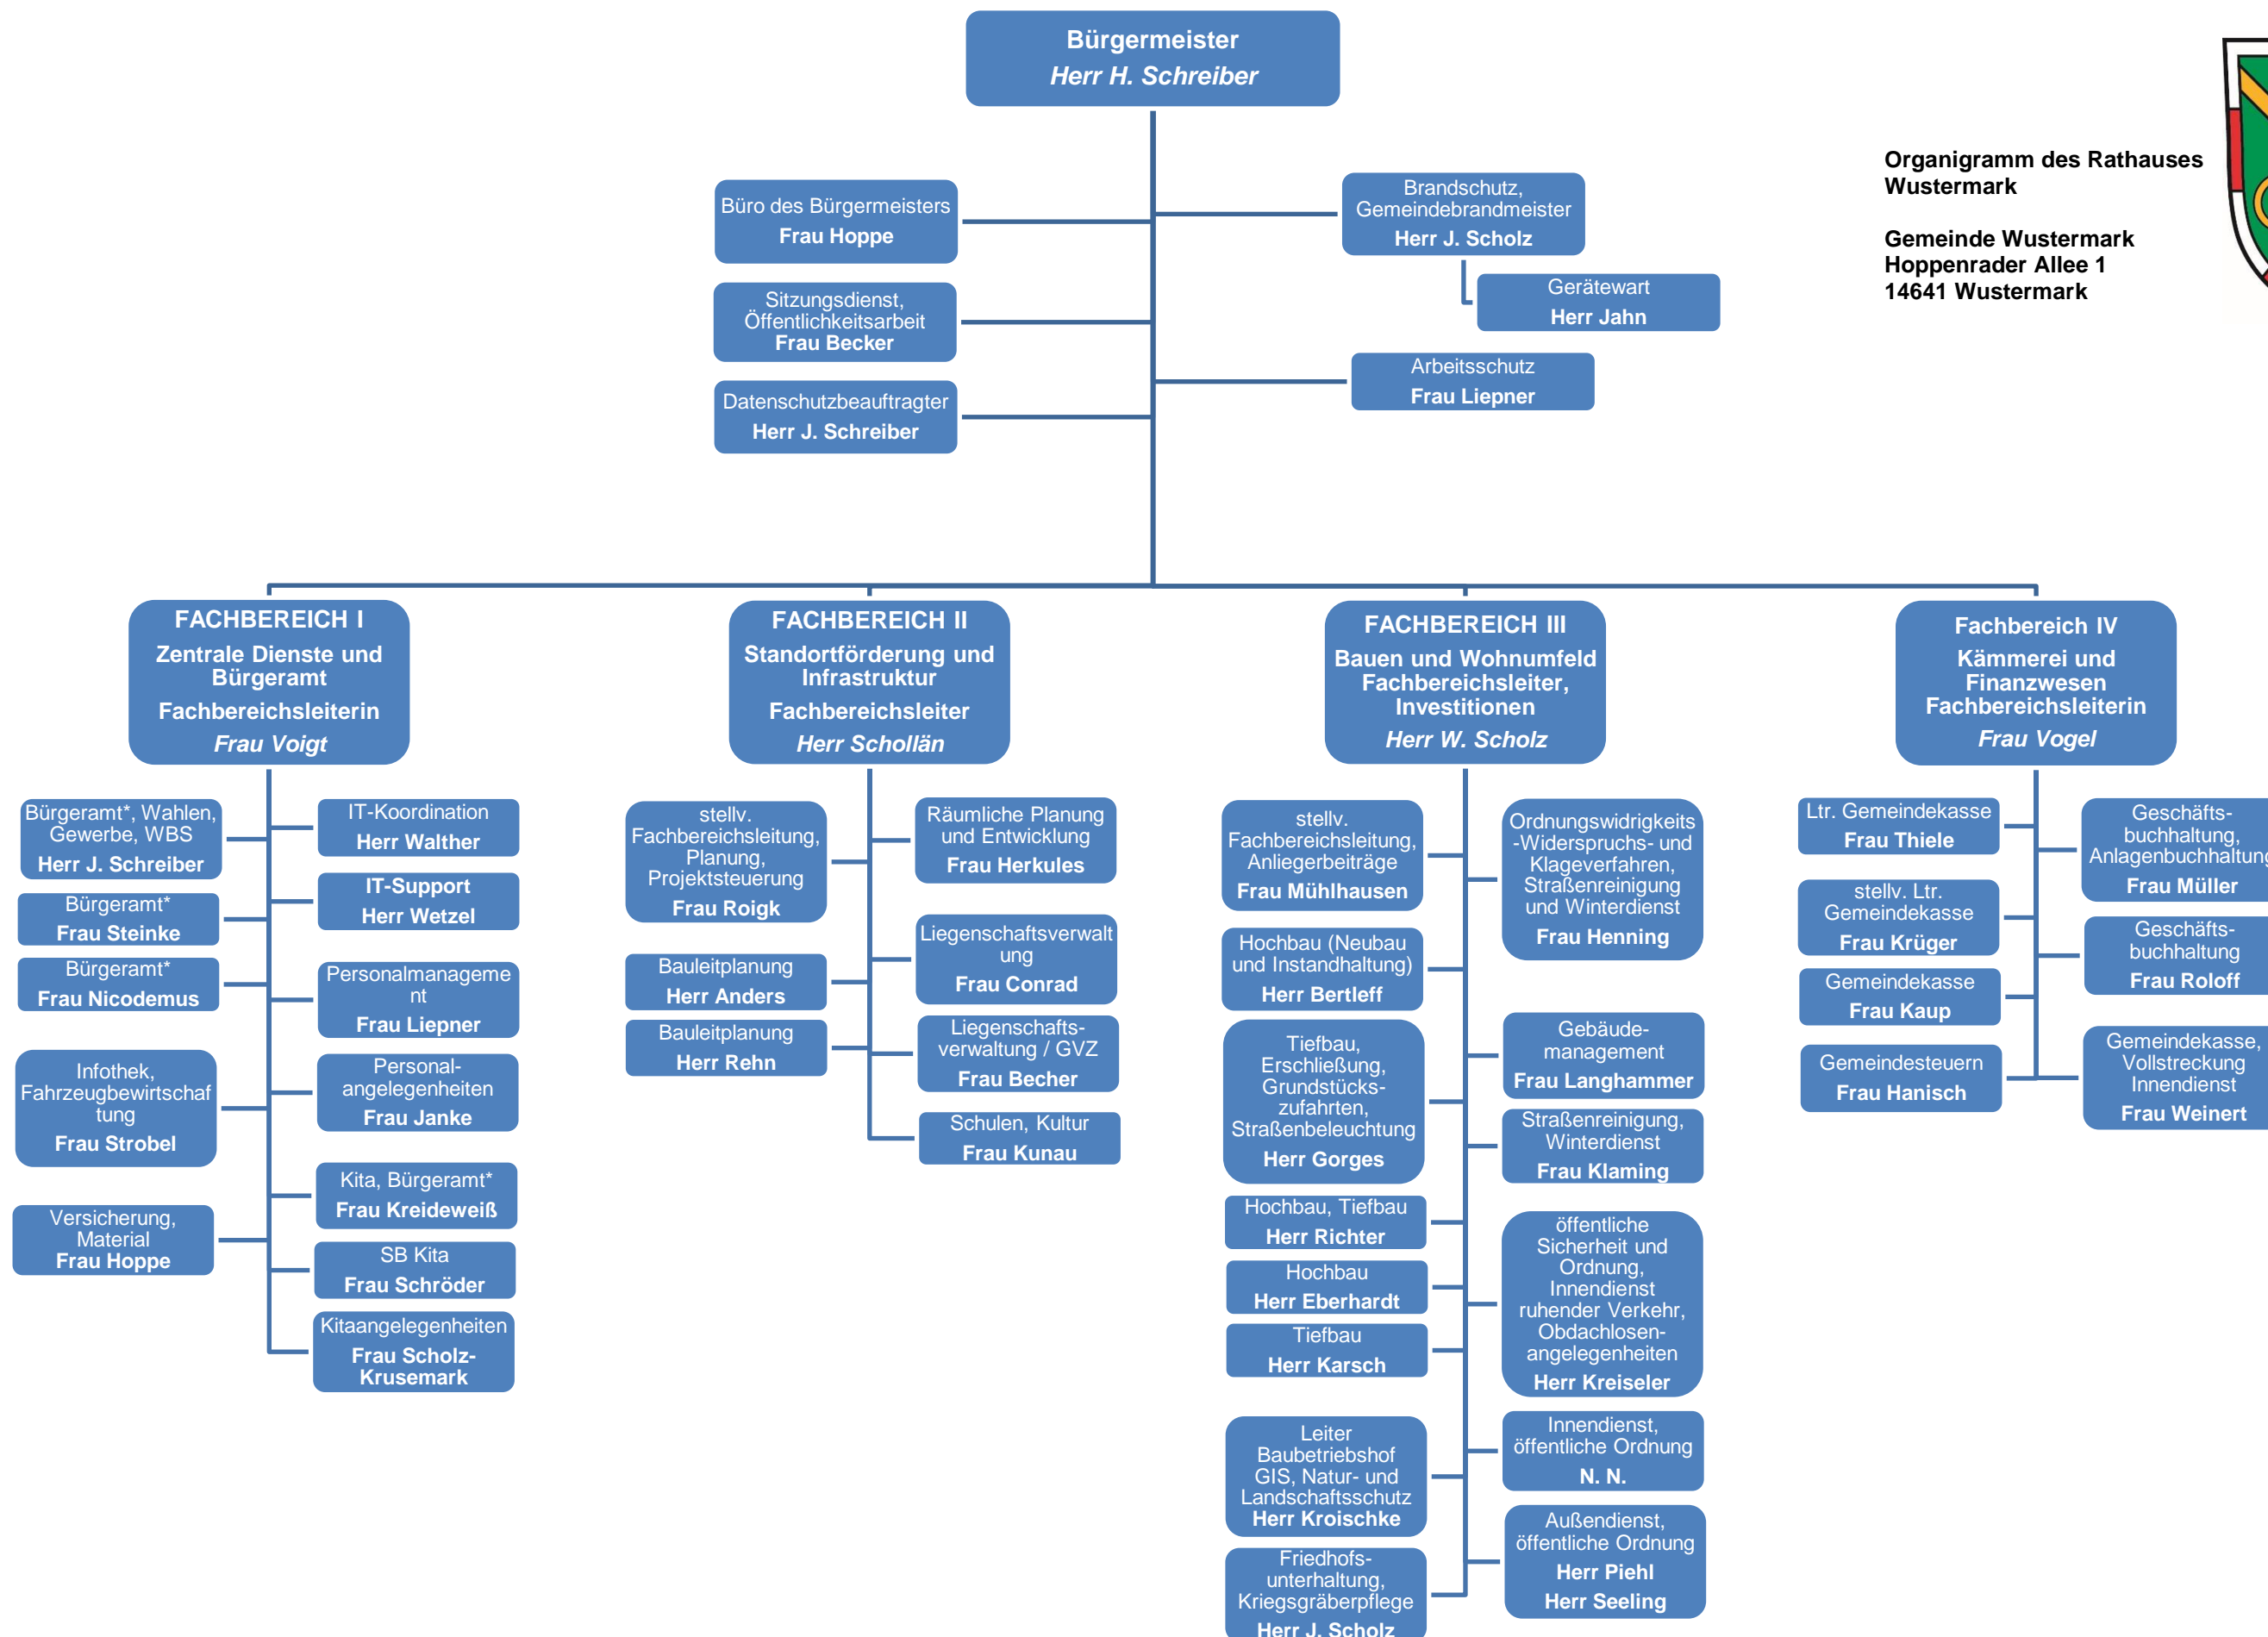 Bürgermeister
Herr H. Schreiber
Organigramm des Rathauses
Wustermark
Gemeinde Wustermark
Hoppenrader Allee 1
14641 Wustermark
Büro des Bürgermeisters
Frau Hoppe
Sitzungsdienst,
Öffentlichkeitsarbeit
Frau Becker
Datenschutzbeauftragter
Herr J. Schreiber
Brandschutz,
Gemeindebrandmeister
Herr J. Scholz
Gerätewart
Herr Jahn
Arbeitsschutz
Frau Liepner
FACHBEREICH I
Zentrale Dienste und
Bürgeramt
Fachbereichsleiterin
Frau Voigt
Bürgeramt*, Wahlen,
Gewerbe, WBS
Herr J. Schreiber
Bürgeramt*
Frau Steinke
Bürgeramt*
Frau Nicodemus
Infothek,
Fahrzeugbewirtschaf
tung
Frau Strobel
Versicherung,
Material
Frau Hoppe
IT-Koordination
Herr Walther
IT-Support
Herr Wetzel
Personalmanageme
nt
Frau Liepner
Personal-
angelegenheiten
Frau Janke
Kita, Bürgeramt*
Frau Kreideweiß
SB Kita
Frau Schröder
Kitaangelegenheiten
Frau Scholz-
Krusemark
FACHBEREICH II
Standortförderung und
Infrastruktur
Fachbereichsleiter
Herr Schollän
stellv.
Fachbereichsleitung,
Planung,
Projektsteuerung
Frau Roigk
Bauleitplanung
Herr Anders
Bauleitplanung
Herr Rehn
Räumliche Planung
und Entwicklung
Frau Herkules
Liegenschaftsverwalt
ung
Frau Conrad
Liegenschafts-
verwaltung / GVZ
Frau Becher
Schulen, Kultur
Frau Kunau
FACHBEREICH III
Bauen und Wohnumfeld
Fachbereichsleiter,
Investitionen
Herr W. Scholz
stellv.
Fachbereichsleitung,
Anliegerbeiträge
Frau Mühlhausen
Hochbau (Neubau
und Instandhaltung)
Herr Bertleff
Tiefbau,
Erschließung,
Grundstücks-
zufahrten,
Straßenbeleuchtung
Herr Gorges
Hochbau, Tiefbau
Herr Richter
Hochbau
Herr Eberhardt
Tiefbau
Herr Karsch
Leiter
Baubetriebshof
GIS, Natur- und
Landschaftsschutz
Herr Kroischke
Friedhofs-
unterhaltung,
Kriegsgräberpflege
Herr J. Scholz
Ordnungswidrigkeits
-Widerspruchs- und
Klageverfahren,
Straßenreinigung
und Winterdienst
Frau Henning
Gebäude-
management
Frau Langhammer
Straßenreinigung,
Winterdienst
Frau Klaming
öffentliche
Sicherheit und
Ordnung,
Innendienst
ruhender Verkehr,
Obdachlosen-
angelegenheiten
Herr Kreiseler
Innendienst,
öffentliche Ordnung
N. N.
Außendienst,
öffentliche Ordnung
Herr Piehl
Herr Seeling
Fachbereich IV
Kämmerei und
Finanzwesen
Fachbereichsleiterin
Frau Vogel
Ltr. Gemeindekasse
Frau Thiele
stellv. Ltr.
Gemeindekasse
Frau Krüger
Gemeindekasse
Frau Kaup
Gemeindesteuern
Frau Hanisch
Geschäfts-
buchhaltung,
Anlagenbuchhaltung
Frau Müller
Geschäfts-
buchhaltung
Frau Roloff
Gemeindekasse,
Vollstreckung
Innendienst
Frau Weinert